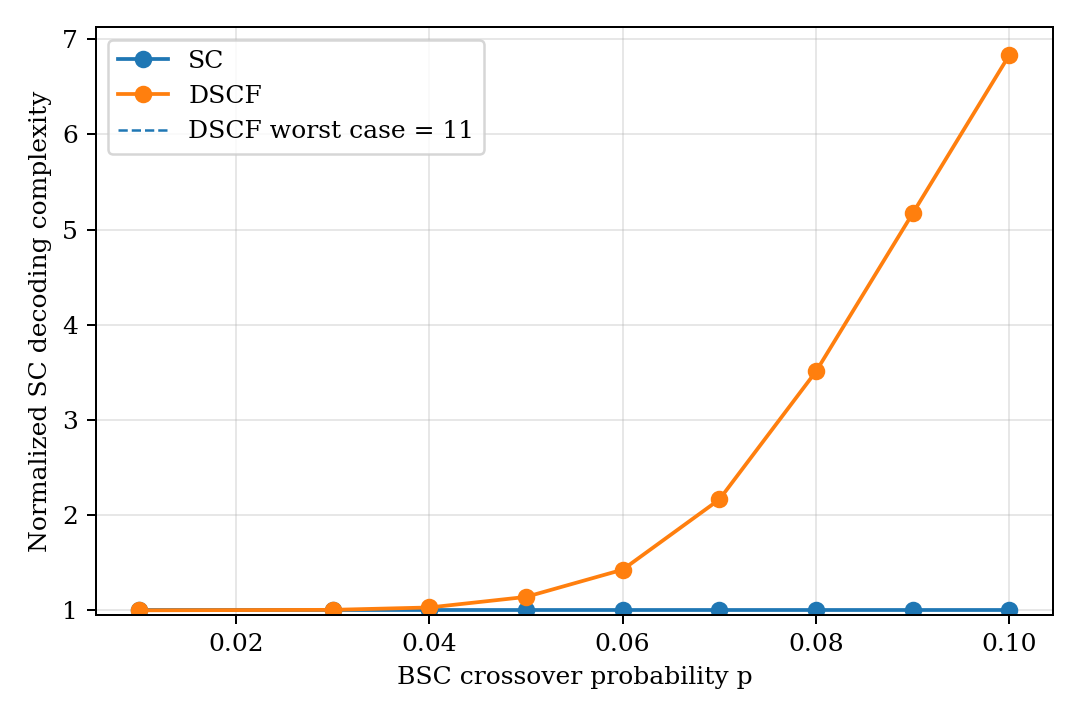 SC
DSCF
DSCF worst case = 11
Normalized SC decoding complexity
7
6
5
4
3
2
1
0.02 0.04 0.06 0.08 0.10
BSC crossover probability p